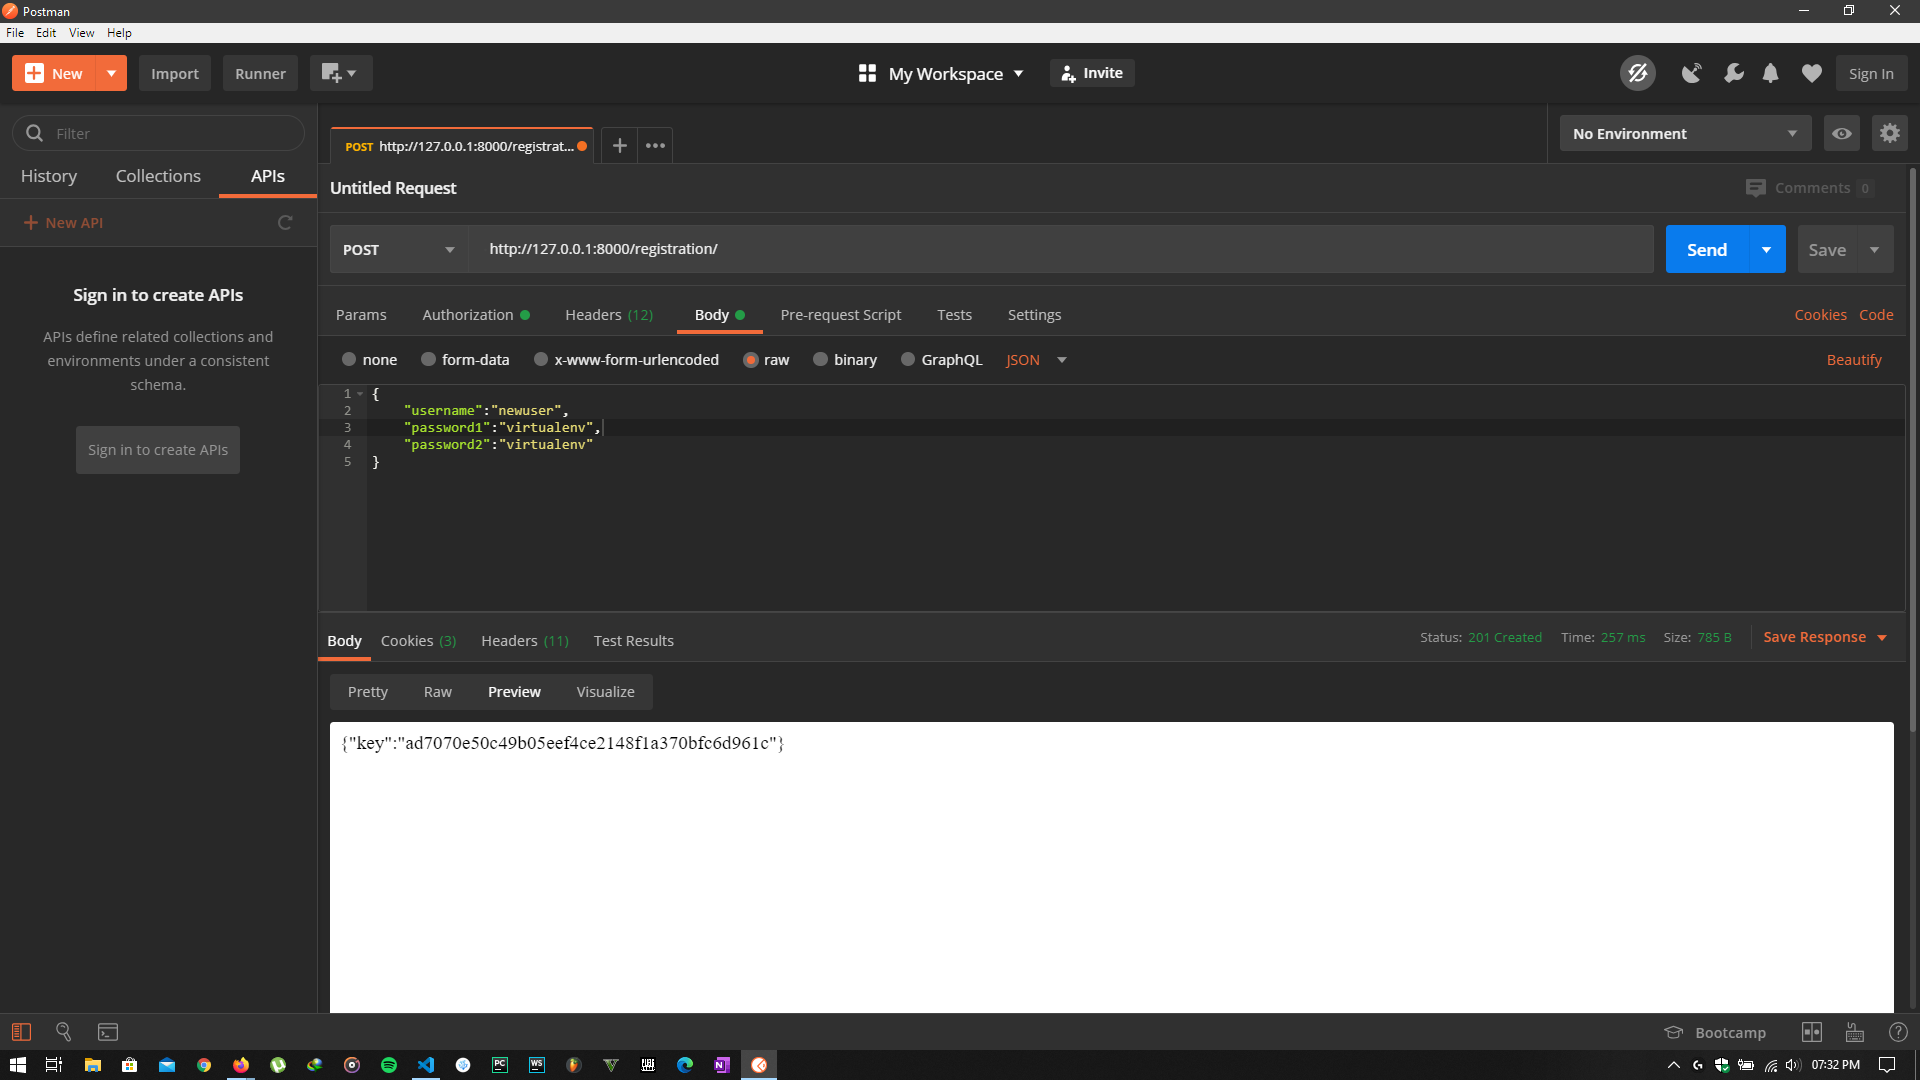 Postman
File Edit View Help
New Import Runner My Workspace Invite Sign In
Filter
History Collections APIs
New API
Sign in to create APIs
APIs define related collections and
environments under a consistent
schema.
Sign in to create APIs
POST http://127.0.0.1:8000/registrat...
No Environment
Untitled Request
Comments 0
POST http://127.0.0.1:8000/registration/ Send Save
Params Authorization Headers (12) Body Pre-request Script Tests Settings Cookies Code
none form-data x-www-form-urlencoded raw binary GraphQL JSON Beautify
1 {
2 "username":"newuser",
3 "password1":"virtualenv",
4 "password2":"virtualenv"
5 }
Body Cookies (3) Headers (11) Test Results Status: 201 Created Time: 257 ms Size: 785 B Save Response
Pretty Raw Preview Visualize
{"key":"ad7070e50c49b05eef4ce2148f1a370bfc6d961c"}
Bootcamp
PC WS 07:32 PM